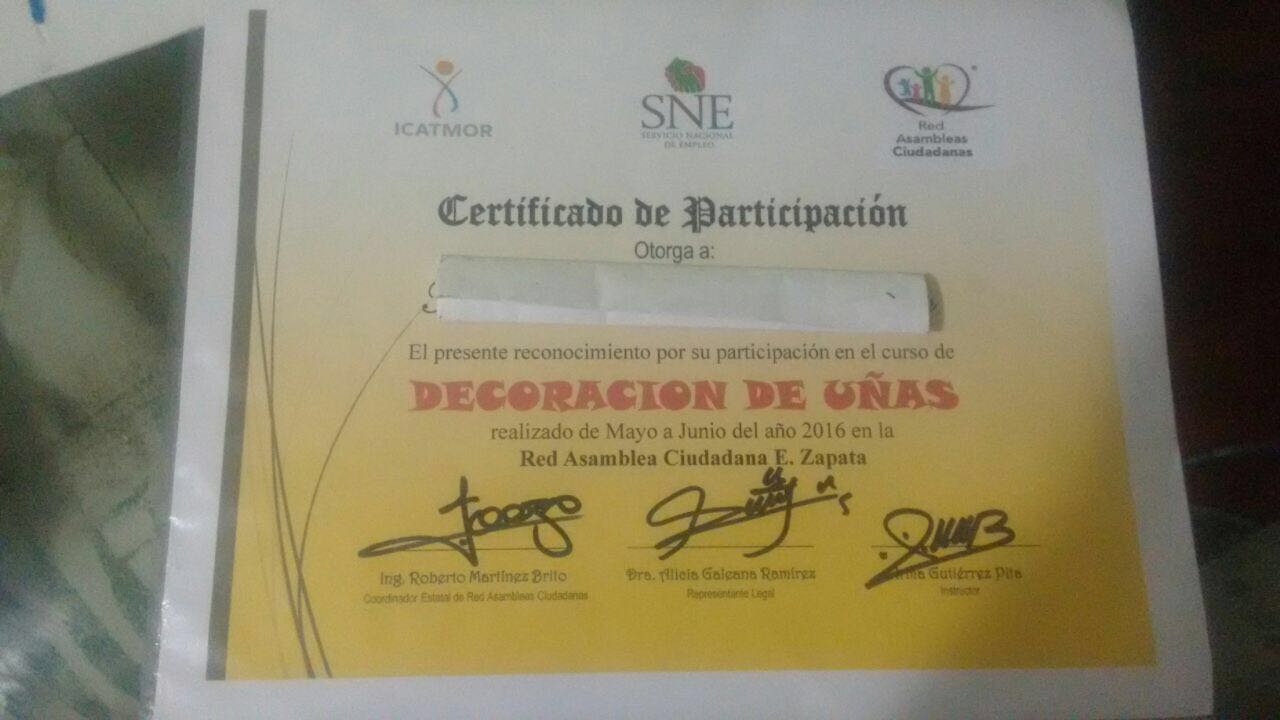 ICATMOR
SNE
SERVICIO NACIONAL
DE EMPLEO
Red
Asambleas
Ciudadanas
Certificado de Participación
Otorga a:
El presente reconocimiento por su participación en el curso de
DECORACION DE UÑAS
realizado de Mayo a Junio del año 2016 en la
Red Asamblea Ciudadana E. Zapata
Ing. Roberto Martínez Brito
Coordinador Estatal de Red Asambleas Ciudadanas
Dra. Alicia Galeana Ramírez
Representante Legal
Gutiérrez Pita
Instructor